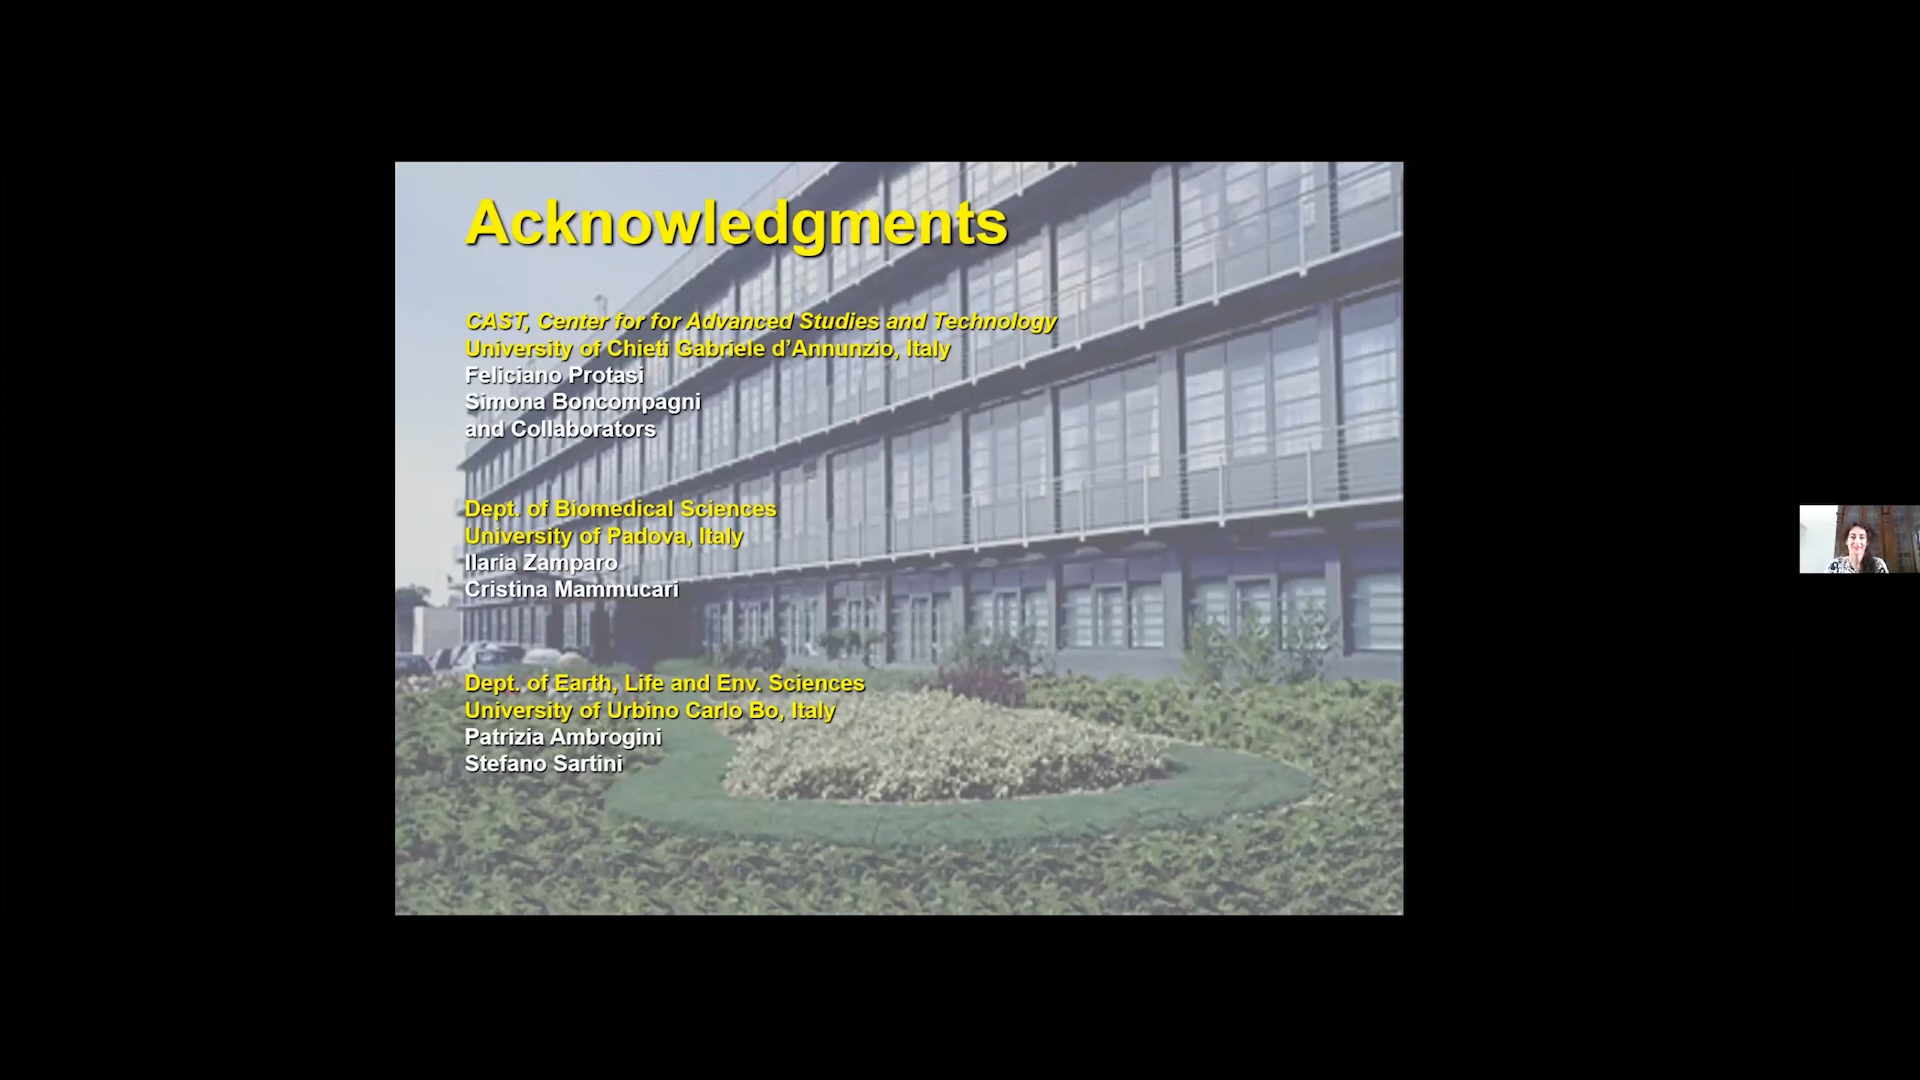 Acknowledgments
CAST, Center for for Advanced Studies and Technology
University of Chieti Gabriele d’Annunzio, Italy
Feliciano Protasi
Simona Boncompagni
and Collaborators
Dept. of Biomedical Sciences
University of Padova, Italy
Ilaria Zamparo
Cristina Mammucari
Dept. of Earth, Life and Env. Sciences
University of Urbino Carlo Bo, Italy
Patrizia Ambrogini
Stefano Sartini